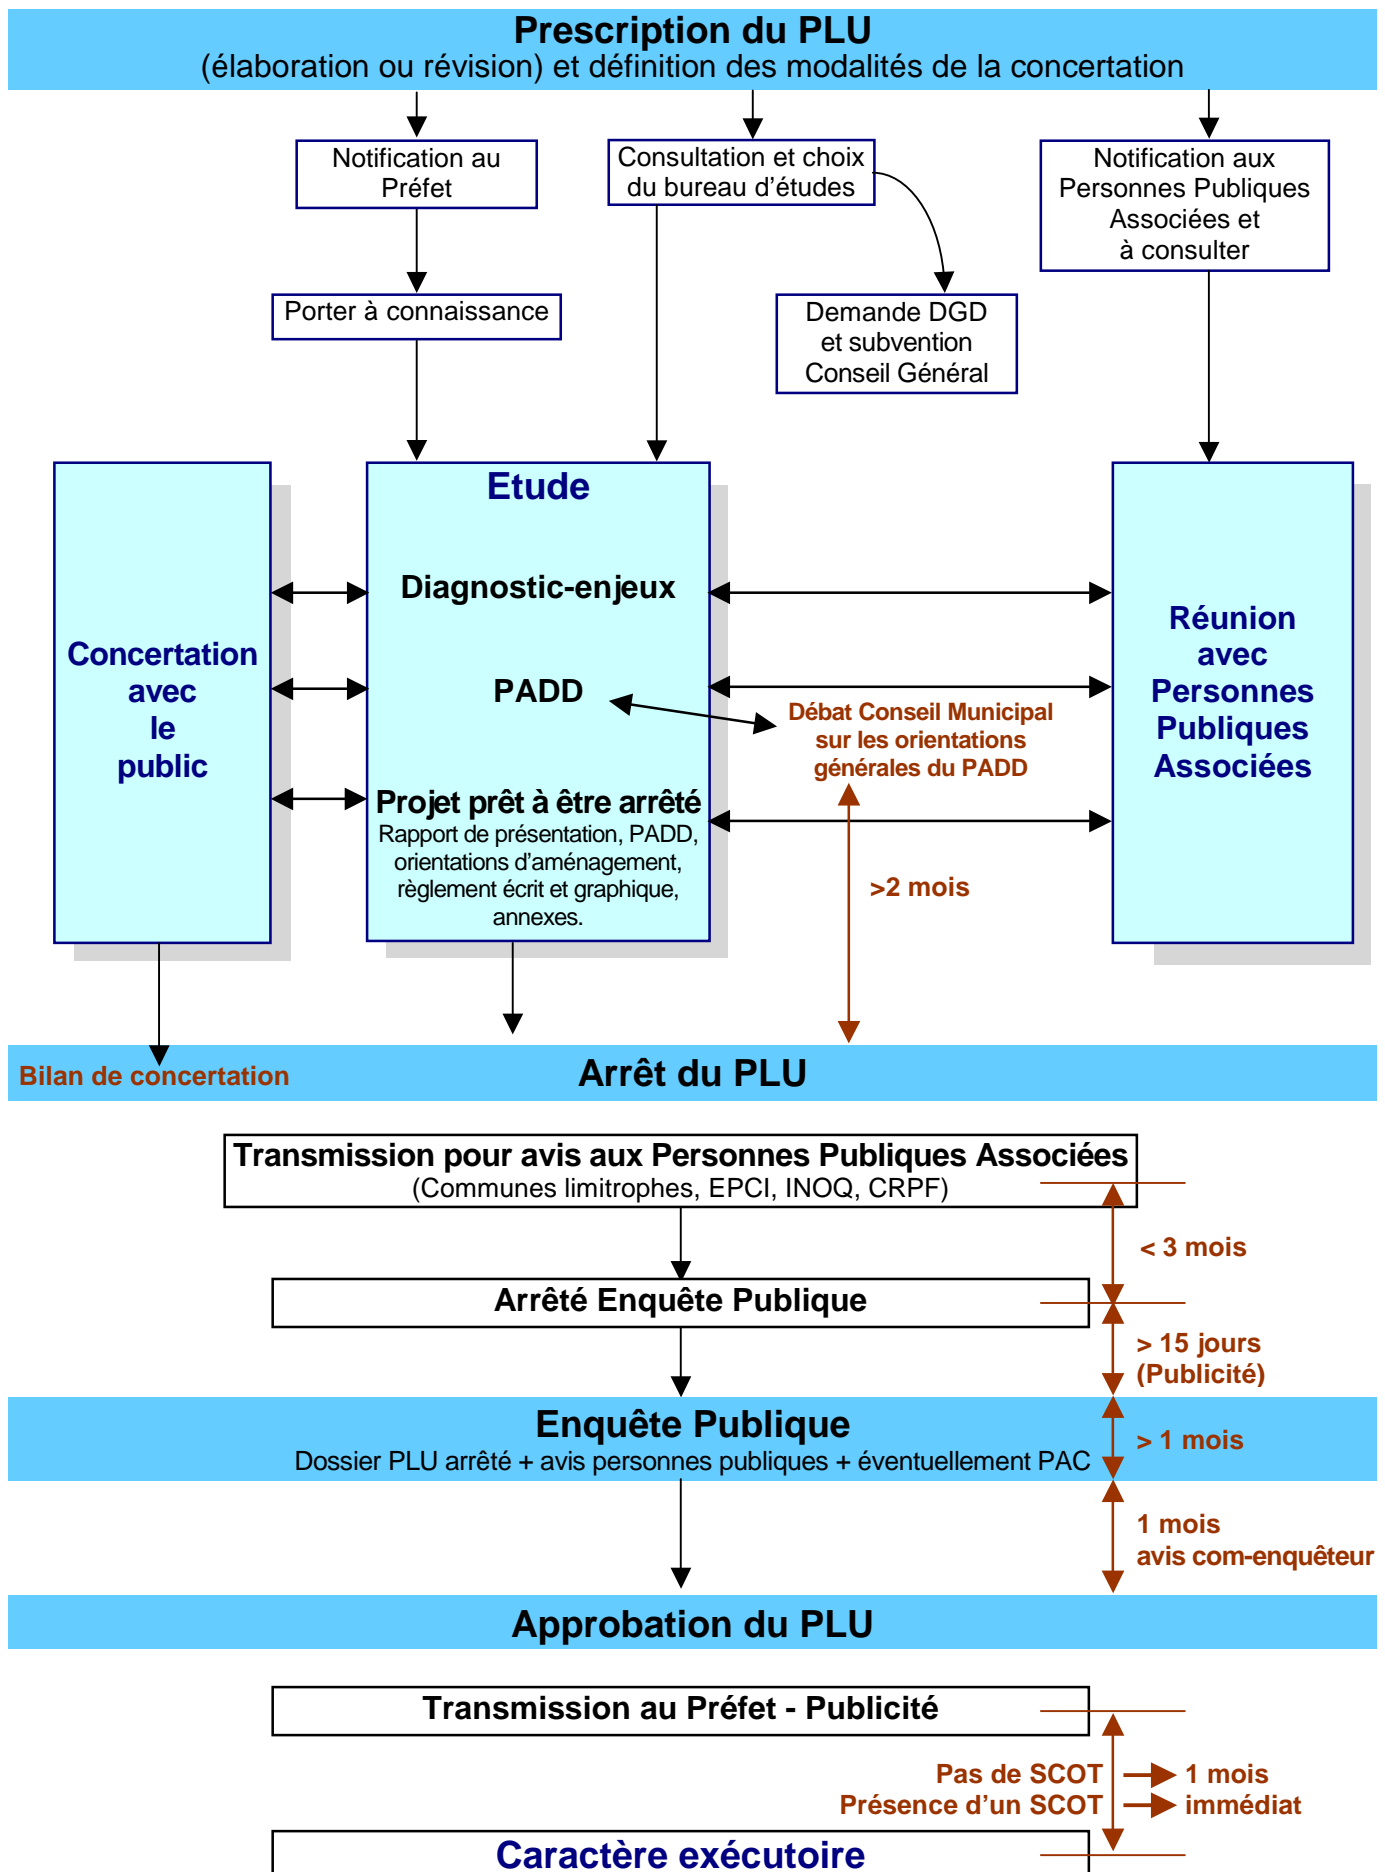 Prescription du PLU
(élaboration ou révision) et définition des modalités de la concertation
Notification au
Préfet
Consultation et choix
du bureau d’études
Notification aux
Personnes Publiques
Associées et
à consulter
Porter à connaissance
Demande DGD
et subvention
Conseil Général
Concertation
avec
le
public
Etude
Diagnostic-enjeux
PADD
Projet prêt à être arrêté
Rapport de présentation, PADD,
orientations d’aménagement,
règlement écrit et graphique,
annexes.
Débat Conseil Municipal
sur les orientations
générales du PADD
>2 mois
Réunion
avec
Personnes
Publiques
Associées
Bilan de concertation
Arrêt du PLU
Transmission pour avis aux Personnes Publiques Associées
(Communes limitrophes, EPCI, INOQ, CRPF)
< 3 mois
Arrêté Enquête Publique
> 15 jours
(Publicité)
Enquête Publique
Dossier PLU arrêté + avis personnes publiques + éventuellement PAC
> 1 mois
1 mois
avis com-enquêteur
Approbation du PLU
Transmission au Préfet - Publicité
Pas de SCOT 1 mois
Présence d’un SCOT immédiat
Caractère exécutoire